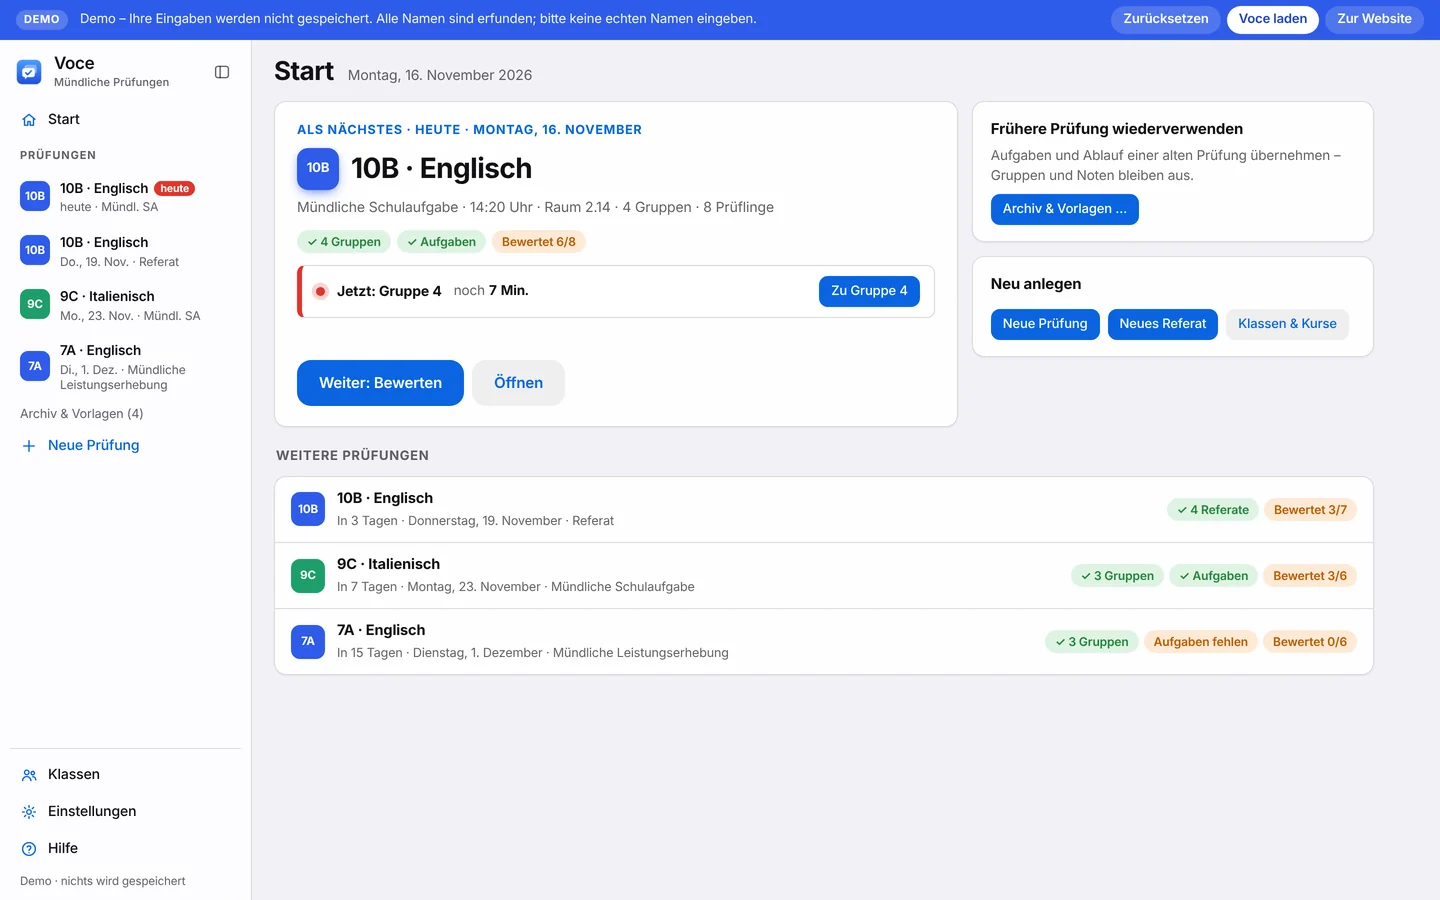 DEMO Demo – Ihre Eingaben werden nicht gespeichert. Alle Namen sind erfunden; bitte keine echten Namen eingeben. Zurücksetzen Voce laden Zur Website
Voce
Mündliche Prüfungen
Start
PRÜFUNGEN
10B 10B · Englisch heute
heute · Mündl. SA
10B 10B · Englisch
Do., 19. Nov. · Referat
9C 9C · Italienisch
Mo., 23. Nov. · Mündl. SA
7A 7A · Englisch
Di., 1. Dez. · Mündliche
Leistungserhebung
Archiv & Vorlagen (4)
Neue Prüfung
Klassen
Einstellungen
Hilfe
Demo · nichts wird gespeichert
Start Montag, 16. November 2026
ALS NÄCHSTES · HEUTE · MONTAG, 16. NOVEMBER
10B 10B · Englisch
Mündliche Schulaufgabe · 14:20 Uhr · Raum 2.14 · 4 Gruppen · 8 Prüflinge
✓ 4 Gruppen ✓ Aufgaben Bewertet 6/8
Jetzt: Gruppe 4 noch 7 Min. Zu Gruppe 4
Weiter: Bewerten Öffnen
Frühere Prüfung wiederverwenden
Aufgaben und Ablauf einer alten Prüfung übernehmen –
Gruppen und Noten bleiben aus.
Archiv & Vorlagen ...
Neu anlegen
Neue Prüfung Neues Referat Klassen & Kurse
WEITERE PRÜFUNGEN
10B 10B · Englisch
In 3 Tagen · Donnerstag, 19. November · Referat
✓ 4 Referate Bewertet 3/7
9C 9C · Italienisch
In 7 Tagen · Montag, 23. November · Mündliche Schulaufgabe
✓ 3 Gruppen ✓ Aufgaben Bewertet 3/6
7A 7A · Englisch
In 15 Tagen · Dienstag, 1. Dezember · Mündliche Leistungserhebung
✓ 3 Gruppen Aufgaben fehlen Bewertet 0/6